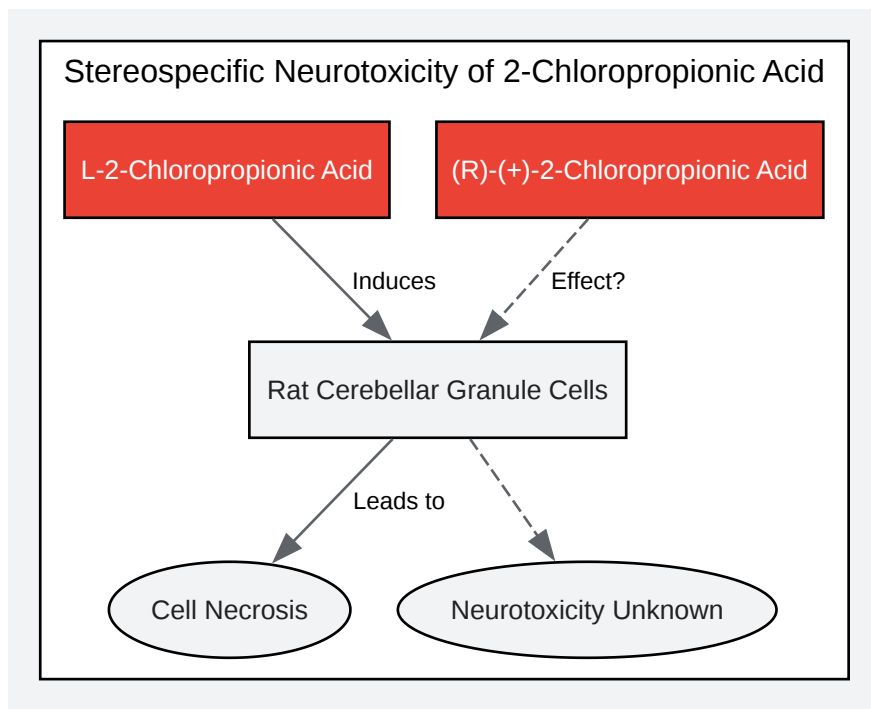 Stereospecific Neurotoxicity of 2-Chloropropionic Acid
L-2-Chloropropionic Acid
(R)-(+)-2-Chloropropionic Acid
Induces
Effect?
Rat Cerebellar Granule Cells
Leads to
Cell Necrosis
Neurotoxicity Unknown